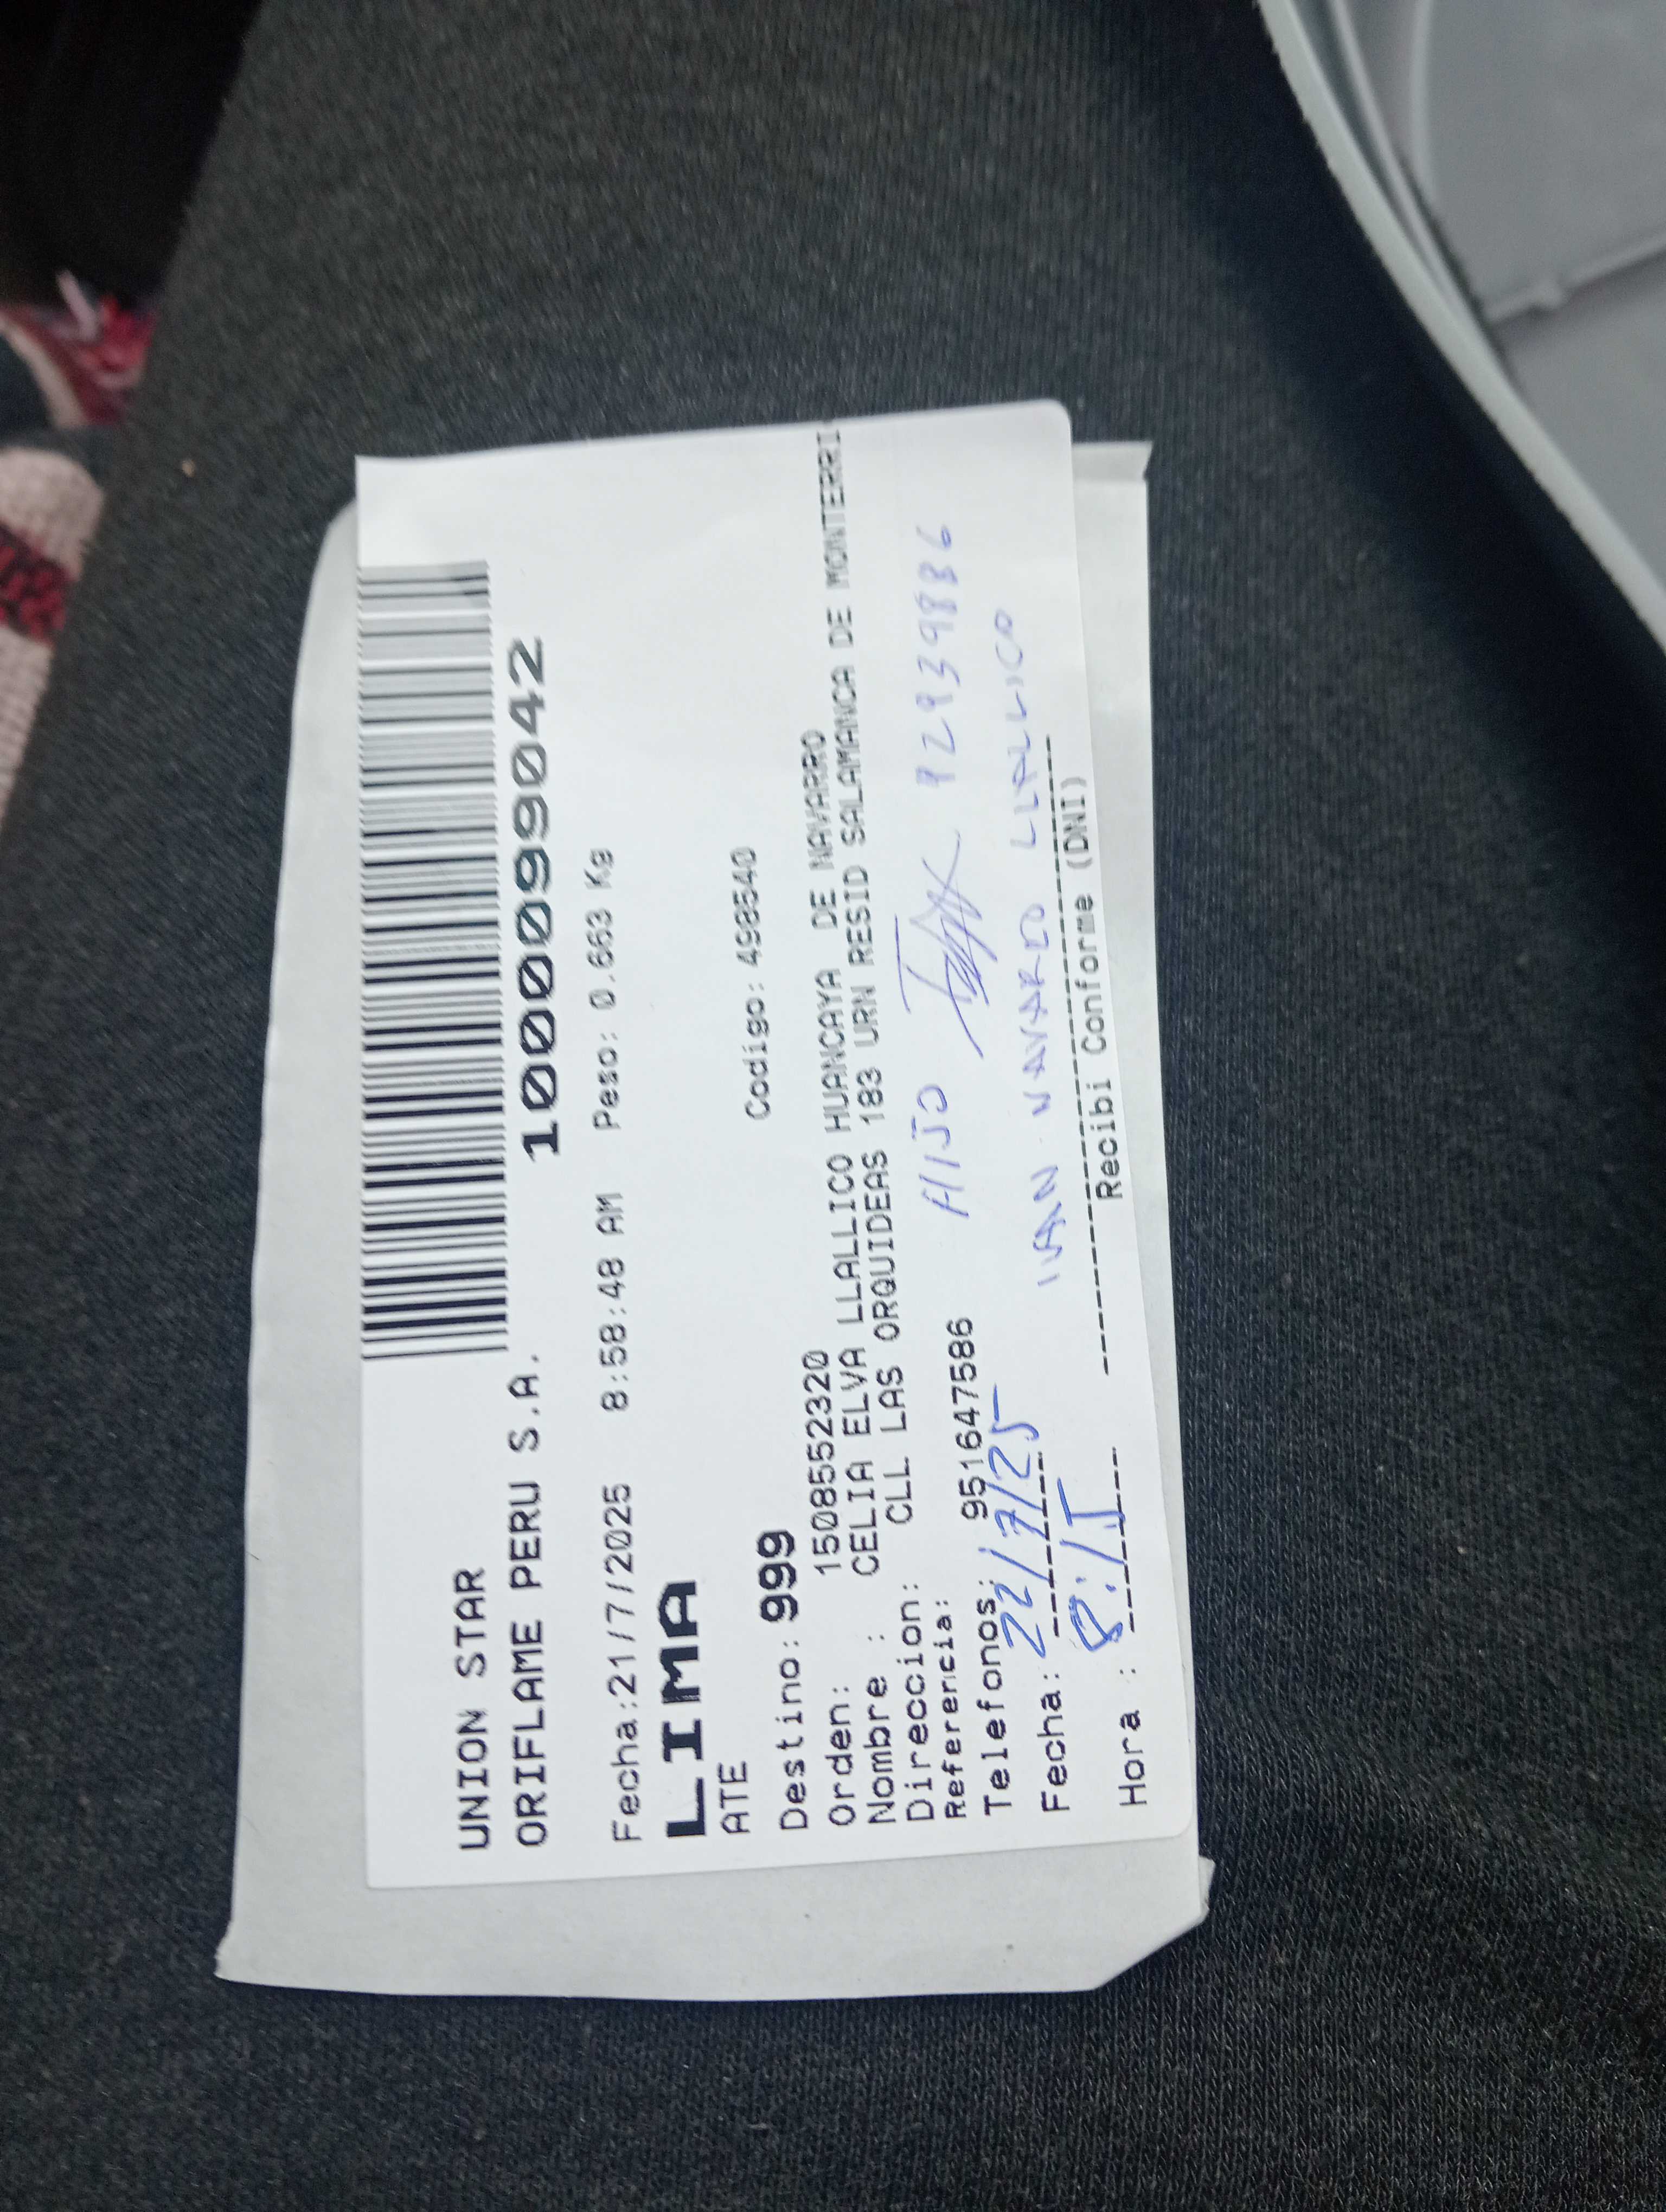 UNION STAR
ORIFLAME PERU S.A.
1000099042
Fecha:21/7/2025 8:58:48 AM Peso: 0.663 Kg
LIMA
ATE
Codigo: 498540
Destino: 999
Orden: 1508552320
Nombre : CELIA ELVA LLALLICO HUANCAYA DE NAVARRO
Direccion: CLL LAS ORQUIDEAS 183 URN RESID SALAMANCA DE MONTERRI
Referencia:
Telefonos: 951647586
HIJO
IVAN NAVARRO LLALLICO
Fecha: 22/7/25
Hora :
Recibi Conforme (DNI)